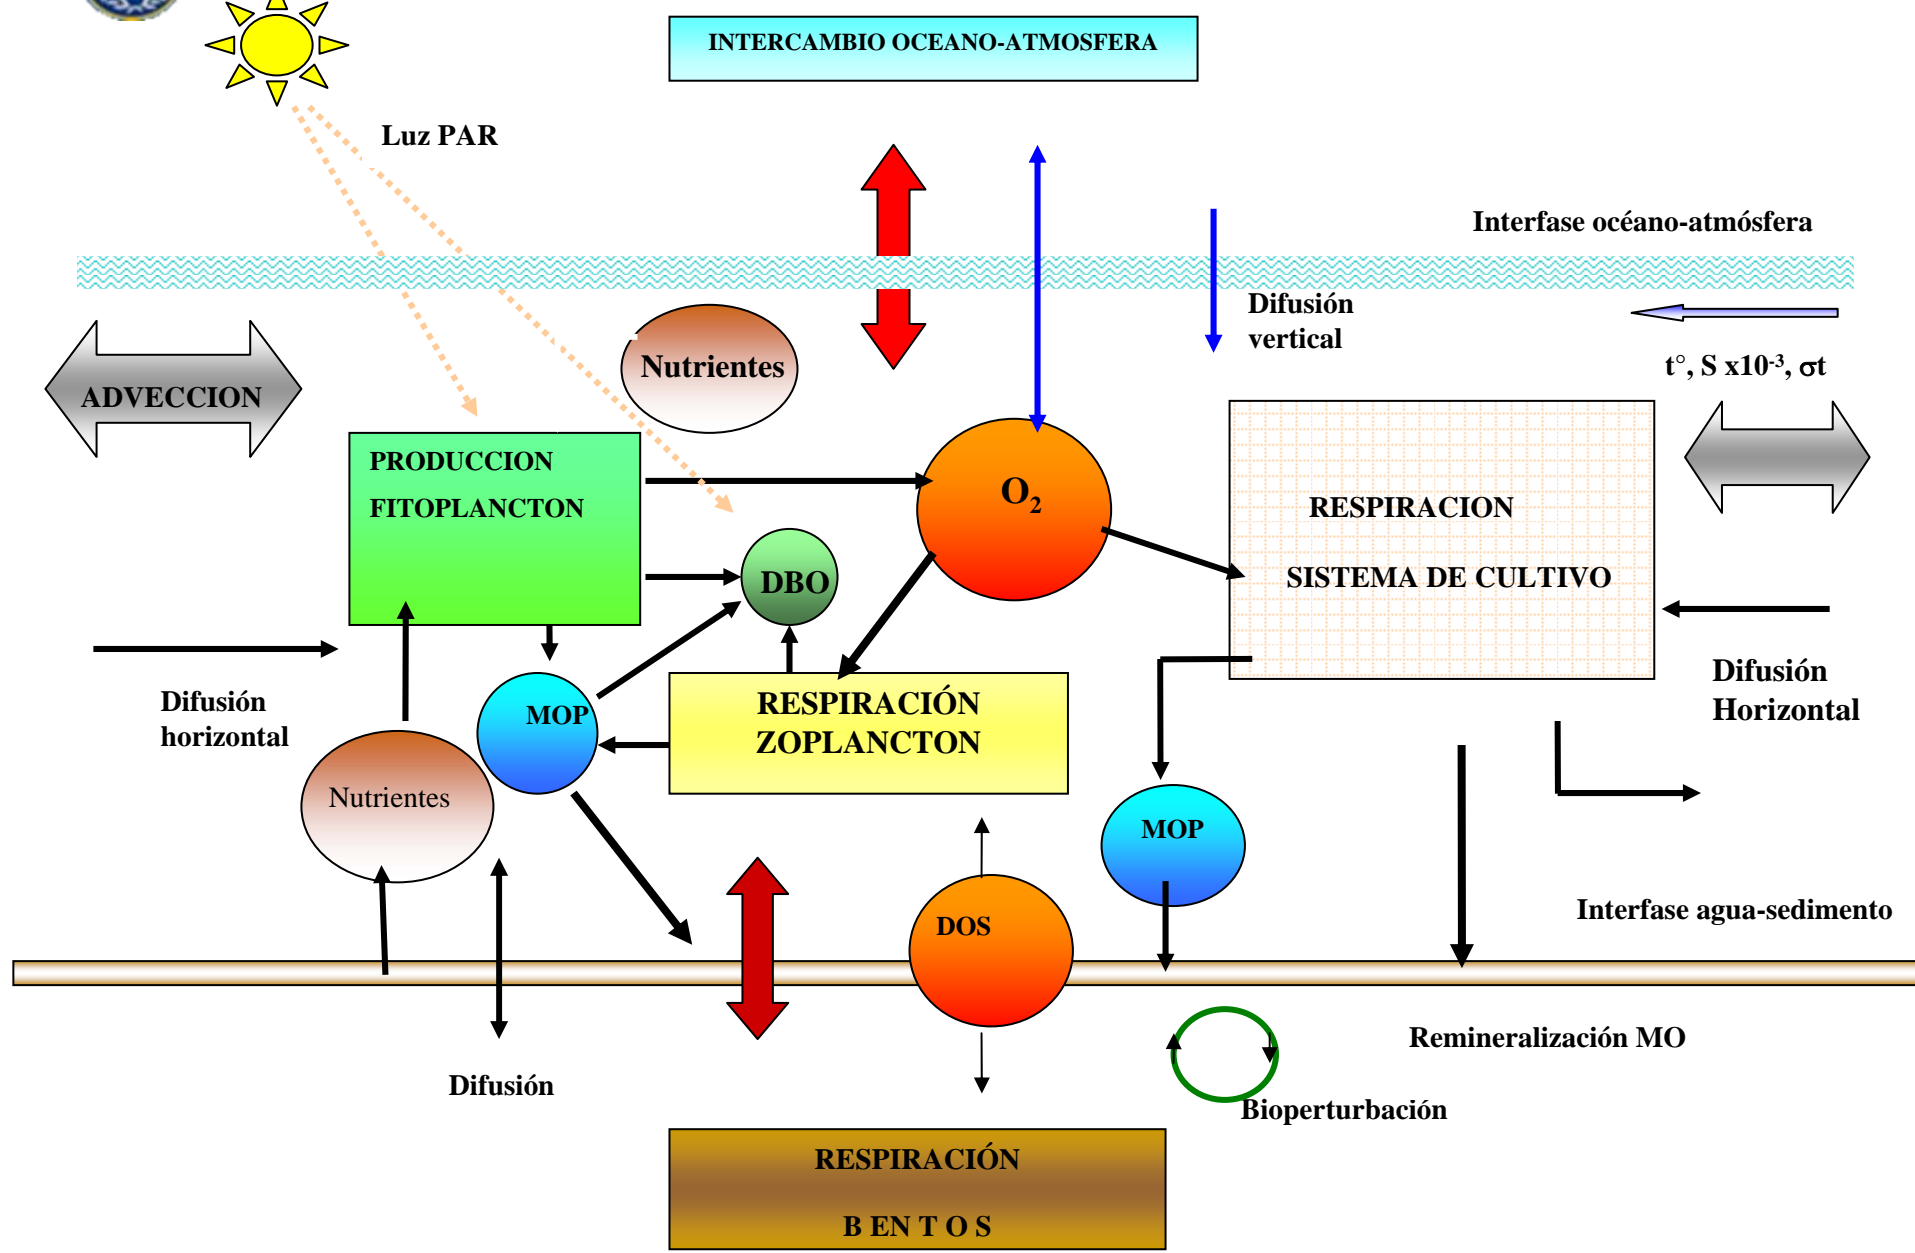 INTERCAMBIO OCEANO-ATMOSFERA
Luz PAR
Interfase océano-atmósfera
Difusión
vertical
Nutrientes
t°, S x10⁻³, σt
ADVECCION
PRODUCCION
FITOPLANCTON
O₂
RESPIRACION
SISTEMA DE CULTIVO
DBO
Difusión
horizontal
MOP
RESPIRACIÓN
ZOPLANCTON
Difusión
Horizontal
Nutrientes
MOP
DOS
Interfase agua-sedimento
Difusión
Remineralización MO
Bioperturbación
RESPIRACIÓN
B EN T O S